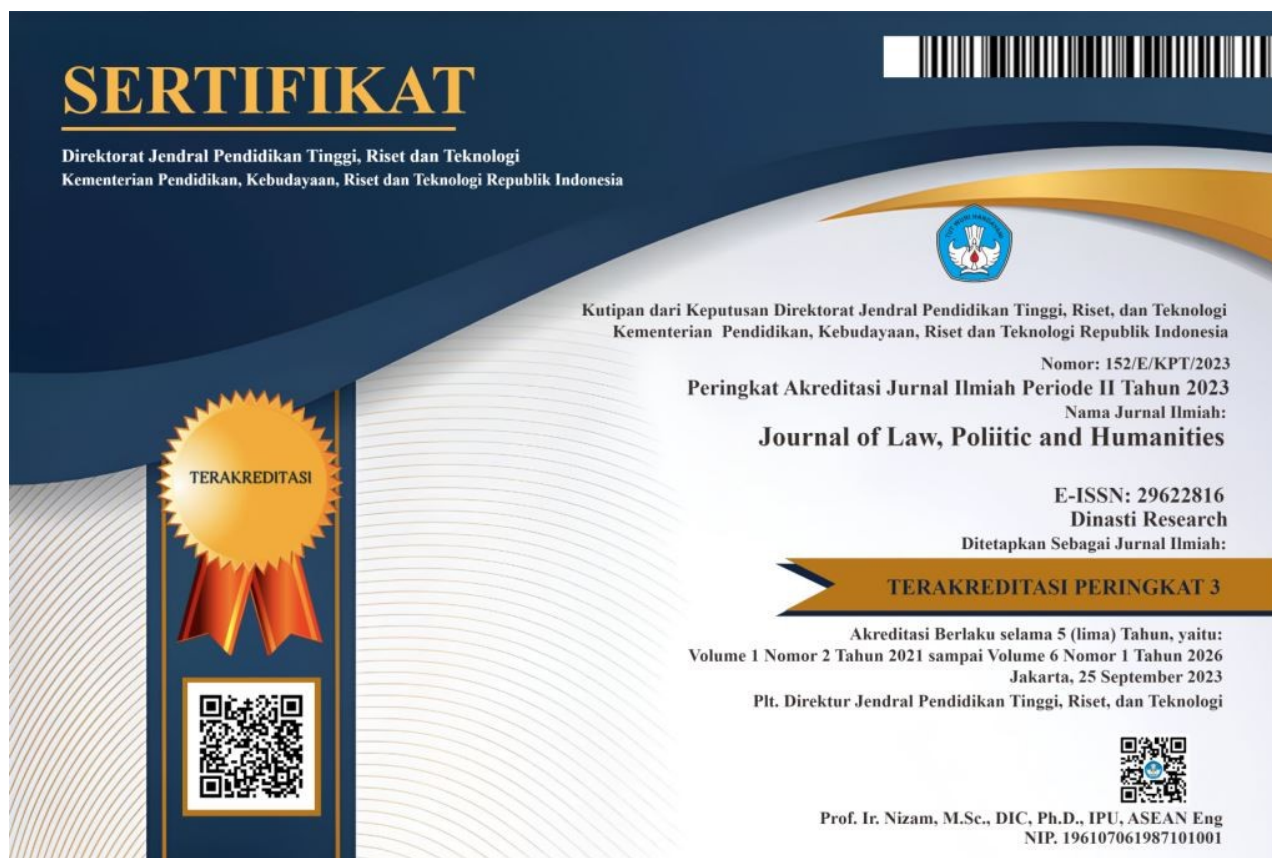 SERTIFIKAT
Direktorat Jendral Pendidikan Tinggi, Riset dan Teknologi
Kementerian Pendidikan, Kebudayaan, Riset dan Teknologi Republik Indonesia
TUT WURI HANDAYANI
Kutipan dari Keputusan Direktorat Jendral Pendidikan Tinggi, Riset, dan Teknologi
Kementerian Pendidikan, Kebudayaan, Riset dan Teknologi Republik Indonesia
Nomor: 152/E/KPT/2023
Peringkat Akreditasi Jurnal Ilmiah Periode II Tahun 2023
Nama Jurnal Ilmiah:
Journal of Law, Poliitic and Humanities
E-ISSN: 29622816
Dinasti Research
Ditetapkan Sebagai Jurnal Ilmiah:
TERAKREDITASI PERINGKAT 3
Akreditasi Berlaku selama 5 (lima) Tahun, yaitu:
Volume 1 Nomor 2 Tahun 2021 sampai Volume 6 Nomor 1 Tahun 2026
Jakarta, 25 September 2023
Plt. Direktur Jendral Pendidikan Tinggi, Riset, dan Teknologi
Prof. Ir. Nizam, M.Sc., DIC, Ph.D., IPU, ASEAN Eng
NIP. 196107061987101001
TERAKREDITASI